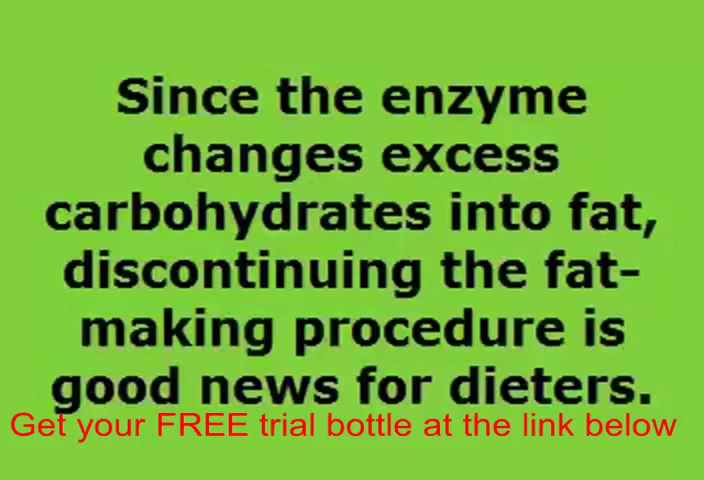 Since the enzyme
changes excess
carbohydrates into fat,
discontinuing the fat-
making procedure is
good news for dieters.
Get your FREE trial bottle at the link below